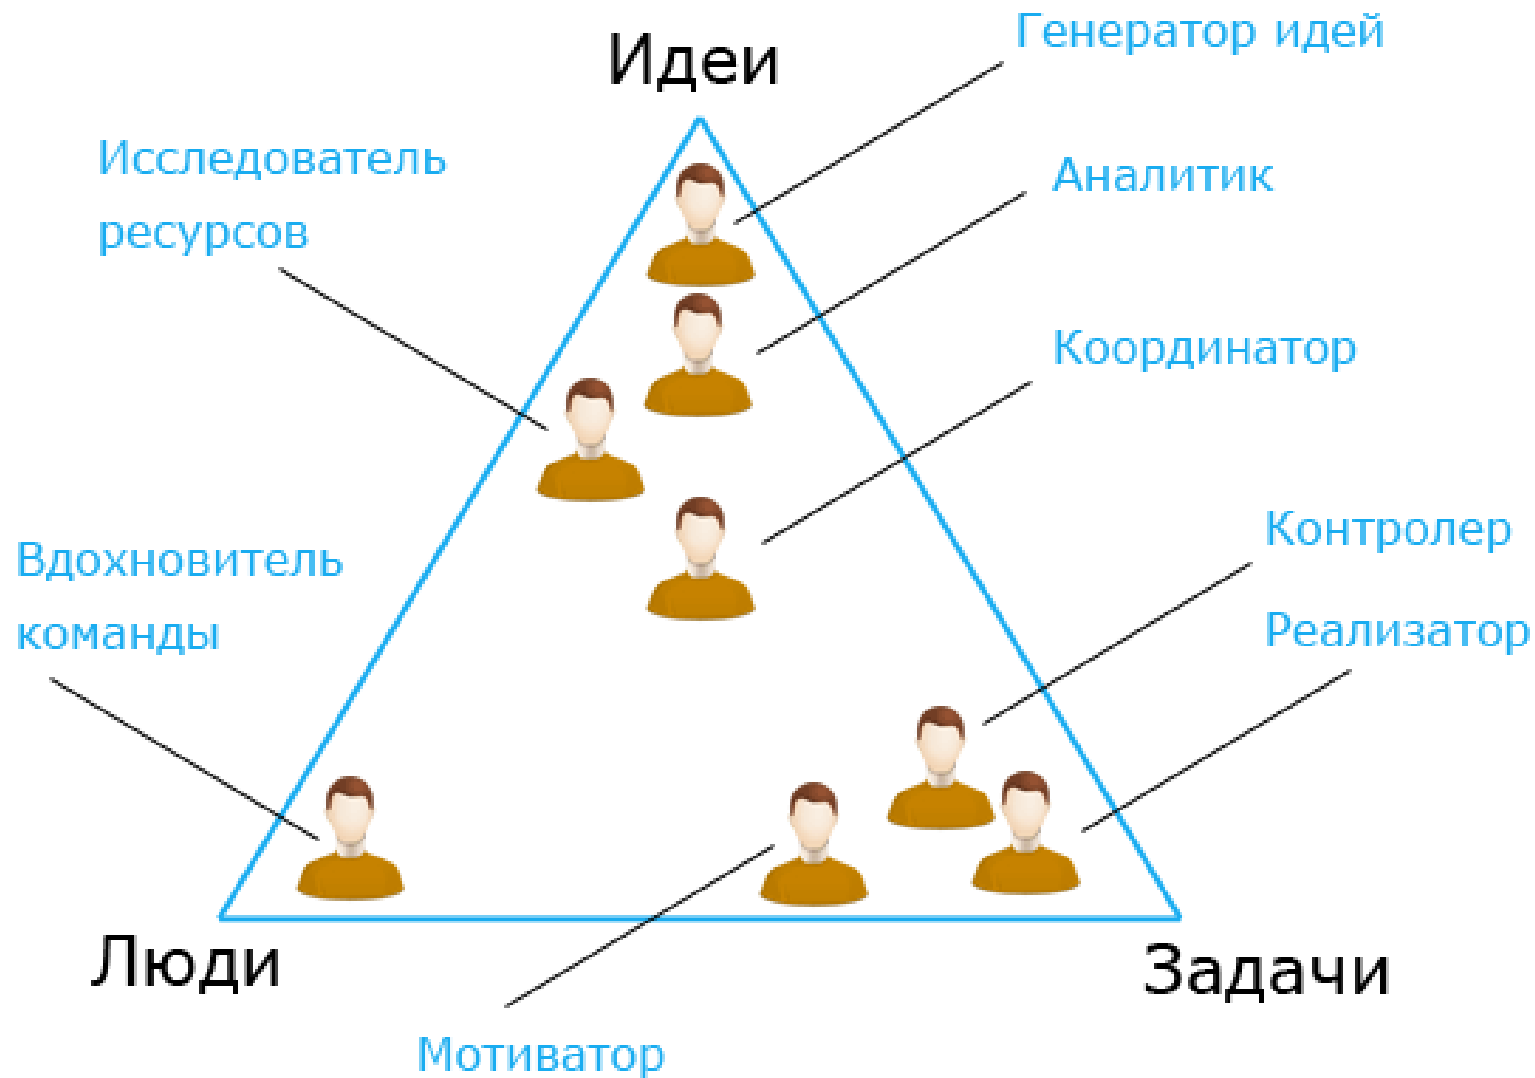 Генератор идей
Идеи
Исследователь
ресурсов
Аналитик
Координатор
Контролер
Вдохновитель
команды
Реализатор
Люди
Задачи
Мотиватор